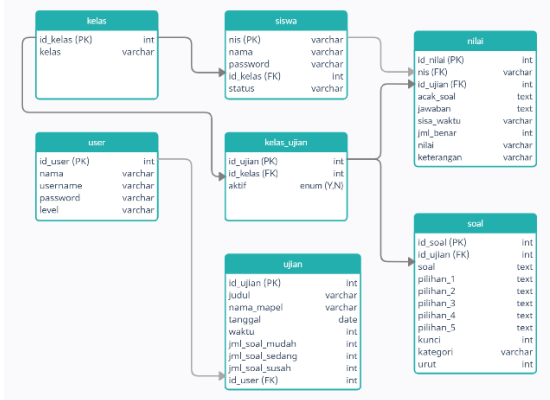 kelas
id_kelas (PK) int
kelas varchar
siswa
nis (PK) varchar
nama varchar
password varchar
id_kelas (FK) int
status varchar
nilai
id_nilai (PK) int
nis (FK) varchar
id_ujian (FK) int
acak_soal text
jawaban text
sisa_waktu varchar
jml_benar int
nilai varchar
keterangan varchar
user
id_user (PK) int
nama varchar
username varchar
password varchar
level varchar
kelas_ujian
id_ujian (PK) int
id_kelas (FK) int
aktif enum (Y,N)
soal
id_soal (PK) int
id_ujian (FK) int
soal text
pilihan_1 text
pilihan_2 text
pilihan_3 text
pilihan_4 text
pilihan_5 text
kunci int
kategori varchar
urut int
ujian
id_ujian (PK) int
judul varchar
nama_mapel varchar
tanggal date
waktu int
jml_soal_mudah int
jml_soal_sedang int
jml_soal_susah int
id_user (FK) int